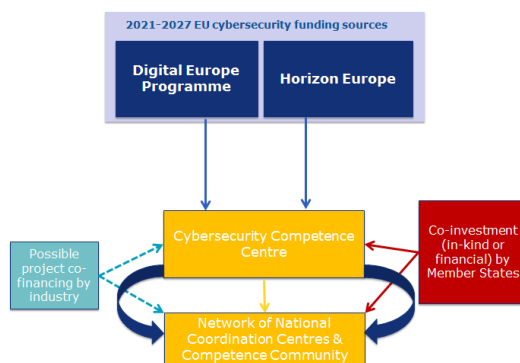 2021-2027 EU cybersecurity funding sources
Digital Europe
Programme
Horizon Europe
Cybersecurity Competence
Centre
Possible
project co-
financing by
industry
Co-investment
(in-kind or
financial) by
Member States
Network of National
Coordination Centres &
Competence Community